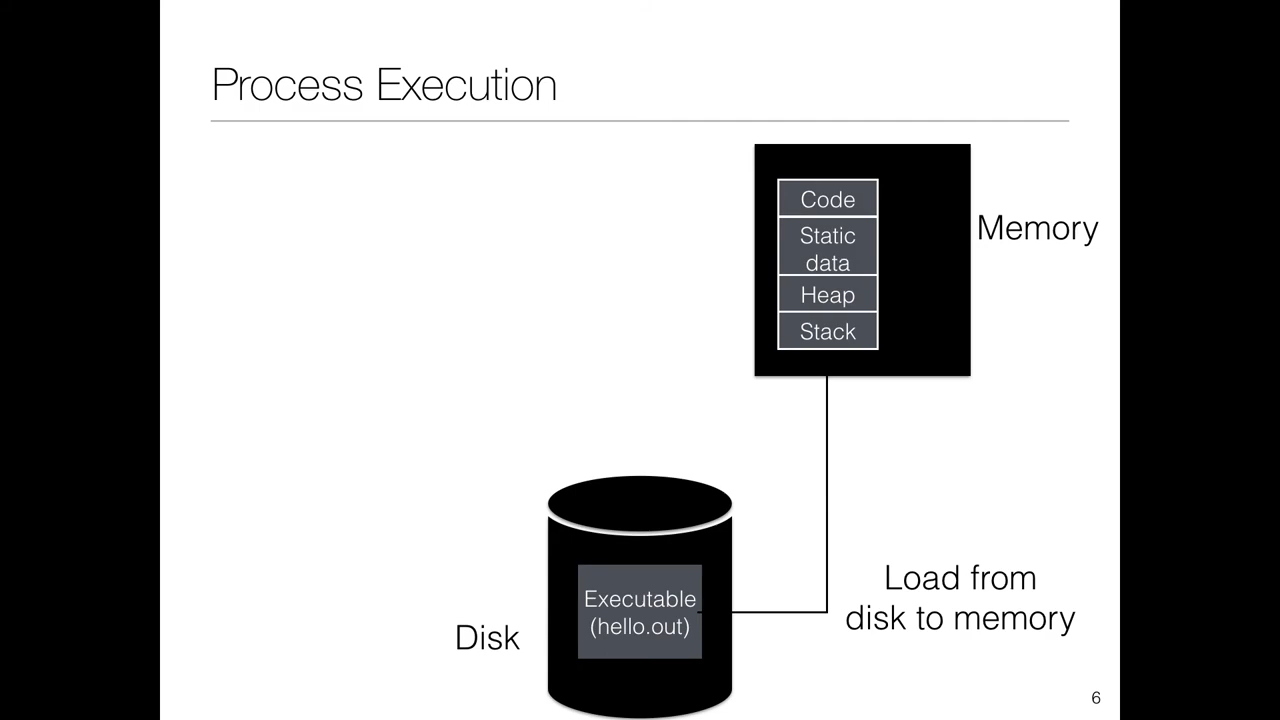 Process Execution
Code
Static
data
Heap
Stack
Memory
Executable
(hello.out)
Disk
Load from
disk to memory
6